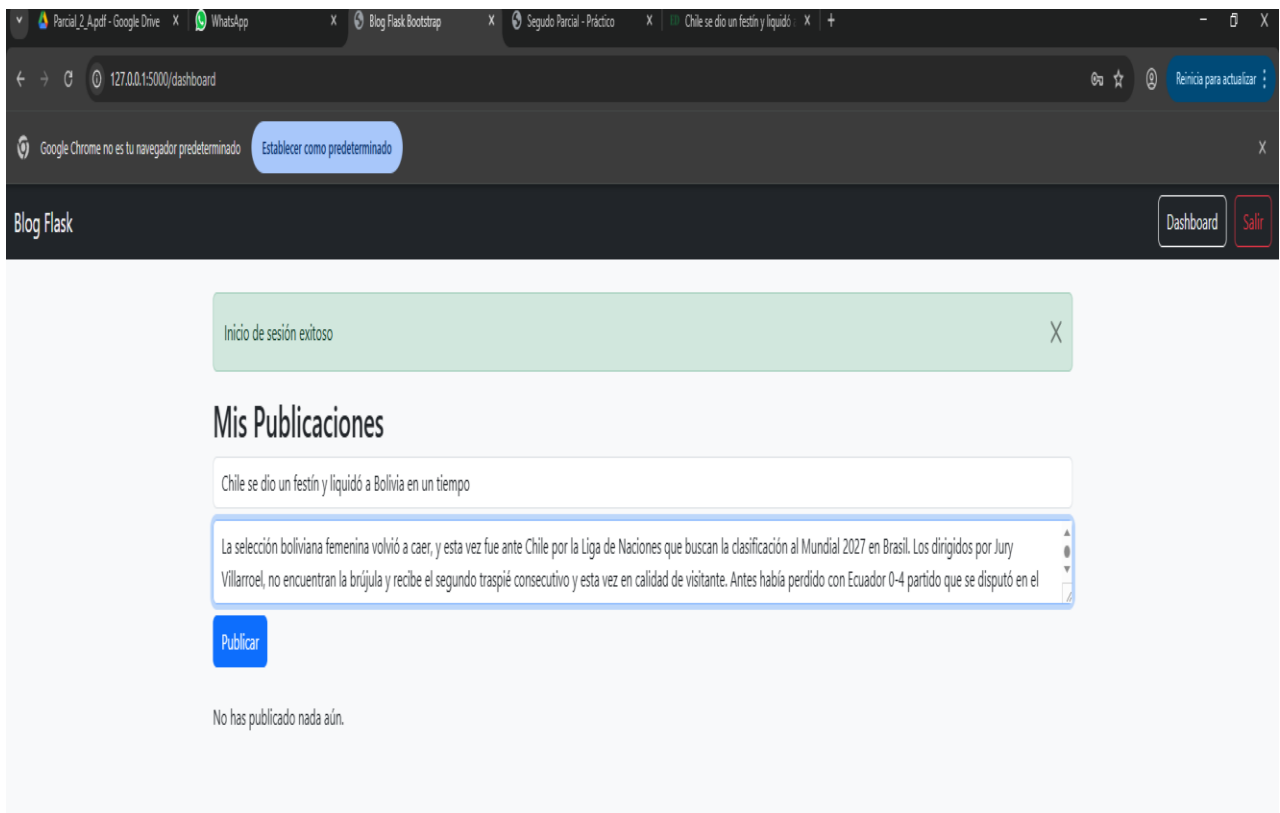 Parcial_2_A.pdf - Google Drive X WhatsApp X Blog Flask Bootstrap X Segudo Parcial - Práctico X ED Chile se dio un festín y liquidó X +
127.0.0.1:5000/dashboard Reinicia para actualizar
Google Chrome no es tu navegador predeterminado Establecer como predeterminado X
Blog Flask Dashboard Salir
Inicio de sesión exitoso
Mis Publicaciones
Chile se dio un festín y liquidó a Bolivia en un tiempo
La selección boliviana femenina volvió a caer, y esta vez fue ante Chile por la Liga de Naciones que buscan la clasificación al Mundial 2027 en Brasil. Los dirigidos por Jury
Villarroel, no encuentran la brújula y recibe el segundo traspié consecutivo y esta vez en calidad de visitante. Antes había perdido con Ecuador 0-4 partido que se disputó en el
Publicar
No has publicado nada aún.